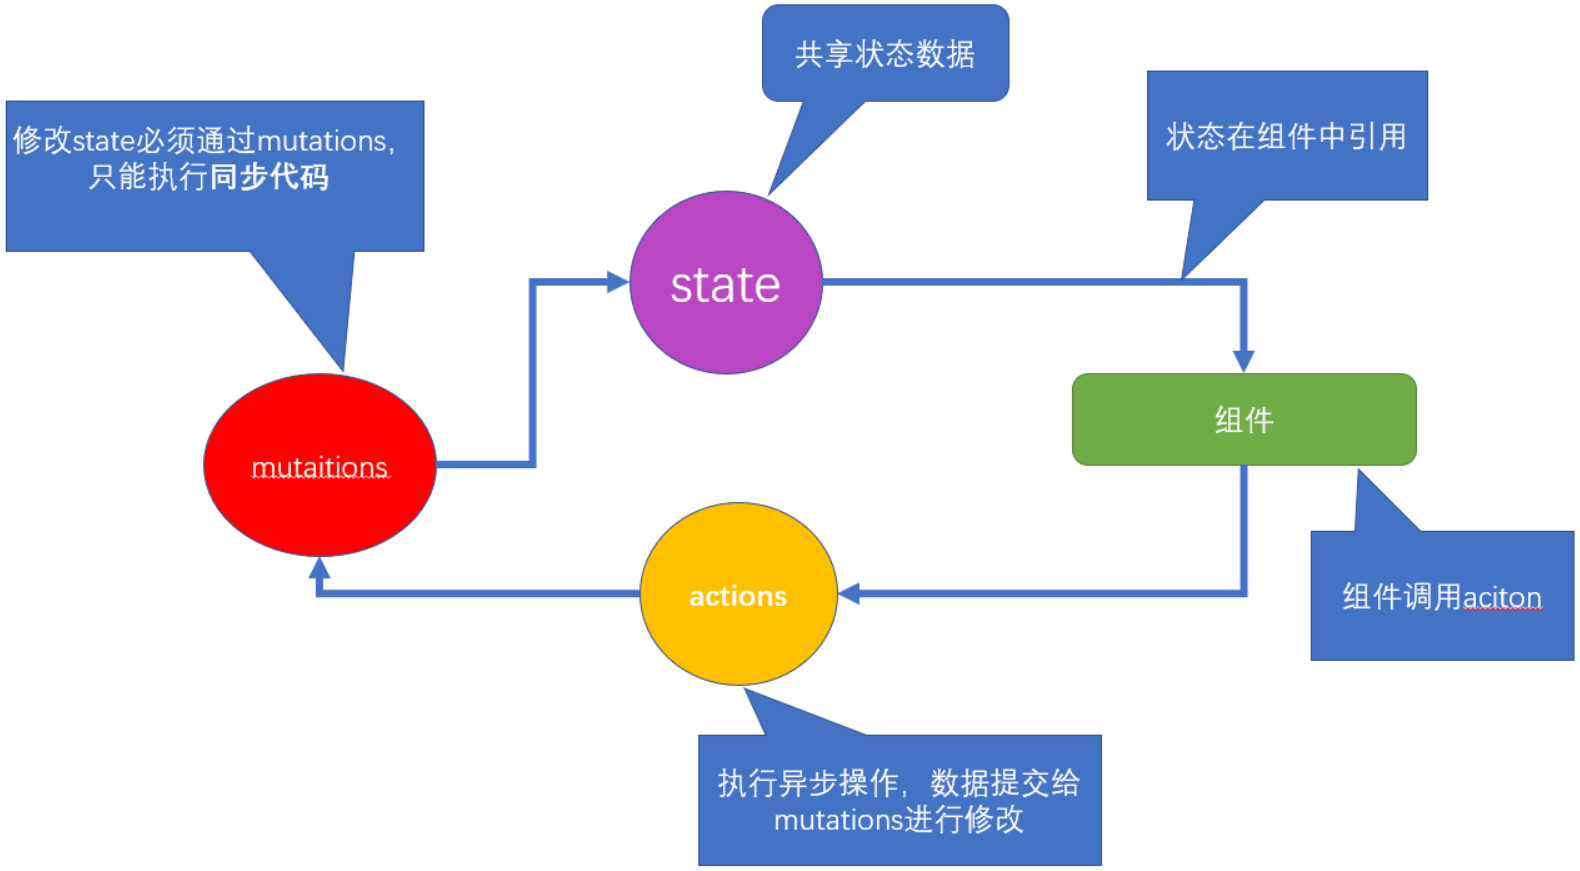 共享状态数据
修改state必须通过mutations,
只能执行同步代码
状态在组件中引用
state
组件
mutaitions
actions
组件调用aciton
执行异步操作，数据提交给
mutations进行修改